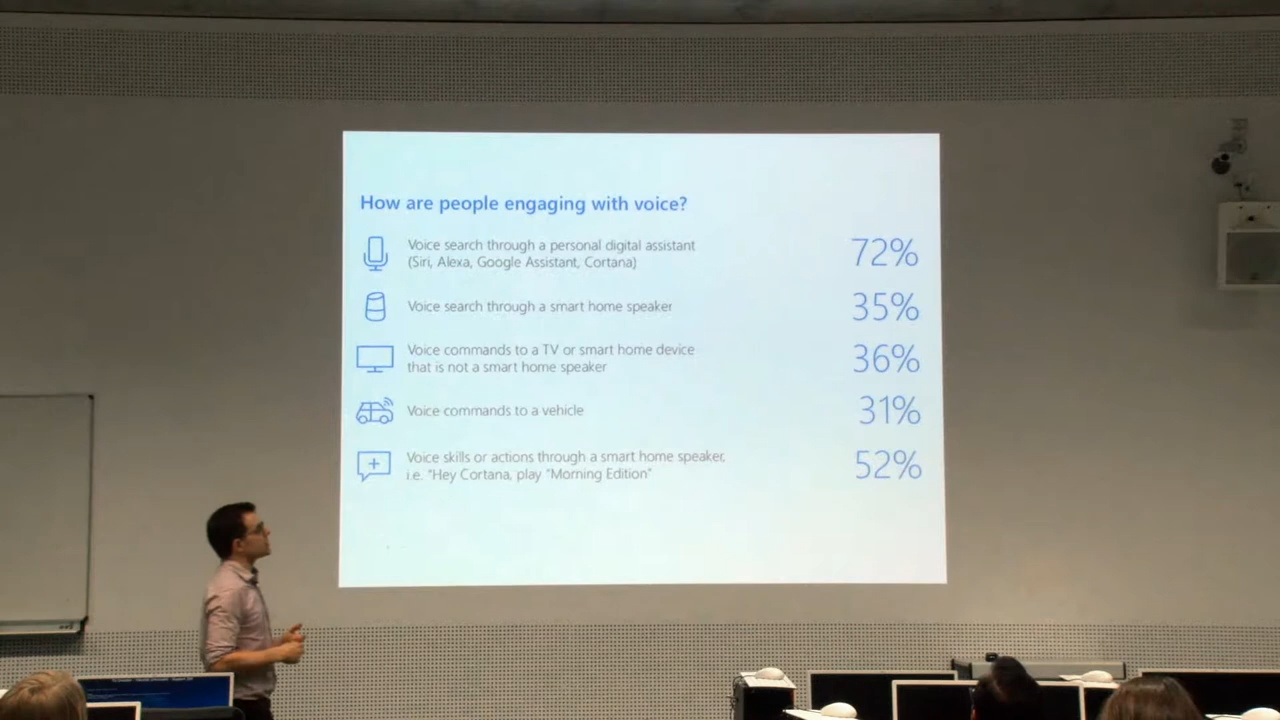 How are people engaging with voice?
Voice search through a personal digital assistant
(Siri, Alexa, Google Assistant, Cortana)
72%
Voice search through a smart home speaker
35%
Voice commands to a TV or smart home device
that is not a smart home speaker
36%
Voice commands to a vehicle
31%
Voice skills or actions through a smart home speaker,
i.e. "Hey Cortana, play "Morning Edition"
52%